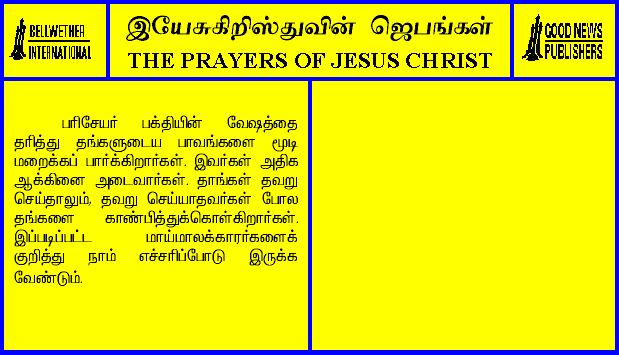 BELLWETHER
INTERNATIONAL
இயேசுகிறிஸ்துவின் ஜெபங்கள்
THE PRAYERS OF JESUS CHRIST
GOOD NEWS
PUBLISHERS
பரிசேயர் பக்தியின் வேஷத்தை
தரித்து தங்களுடைய பாவங்களை மூடி
மறைக்கப் பார்க்கிறார்கள். இவர்கள் அதிக
ஆக்கினை அடைவார்கள். தாங்கள் தவறு
செய்தாலும், தவறு செய்யாதவர்கள் போல
தங்களை காண்பித்துக்கொள்கிறார்கள்.
இப்படிப்பட்ட மாய்மாலக்காரர்களைக்
குறித்து நாம் எச்சரிப்போடு இருக்க
வேண்டும்.